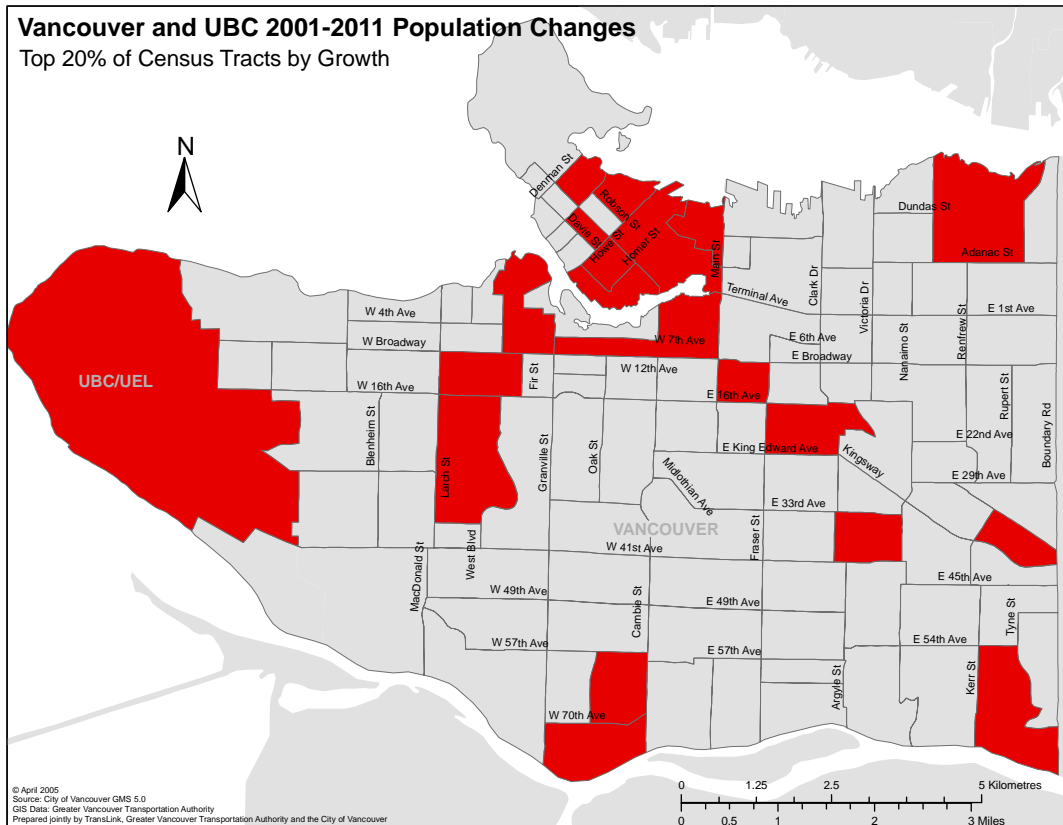 Vancouver and UBC 2001-2011 Population Changes
Top 20% of Census Tracts by Growth
N
Denman St
Robson St
Davie St
Howe St
Homer St
Main St
Dundas St
Adanac St
Terminal Ave
Clark Dr
Victoria Dr
Nanaimo St
Renfrew St
E 1st Ave
W 4th Ave
W Broadway
W 7th Ave
E 6th Ave
E Broadway
UBC/UEL
W 16th Ave
Fir St
W 12th Ave
E 16th Ave
Rupert St
Boundary Rd
Blenheim St
Larch St
Granville St
Oak St
E King Edward Ave
E 22nd Ave
Kingsway
E 29th Ave
Midlothian Ave
E 33rd Ave
VANCOUVER
Fraser St
West Blvd
W 41st Ave
MacDonald St
E 45th Ave
W 49th Ave
E 49th Ave
Cambie St
Tyne St
W 57th Ave
E 57th Ave
E 54th Ave
Argyle St
Kerr St
W 70th Ave
0 1.25 2.5 5 Kilometres
0 0.5 1 2 3 Miles
© April 2005
Source: City of Vancouver GMS 5.0
GIS Data: Greater Vancouver Transportation Authority
Prepared jointly by TransLink, Greater Vancouver Transportation Authority and the City of Vancouver